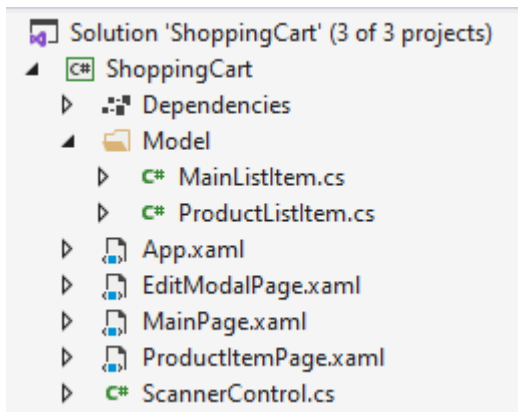 Solution 'ShoppingCart' (3 of 3 projects)
C# ShoppingCart
Dependencies
Model
C# MainListItem.cs
C# ProductListItem.cs
App.xaml
EditModalPage.xaml
MainPage.xaml
ProductItemPage.xaml
C# ScannerControl.cs